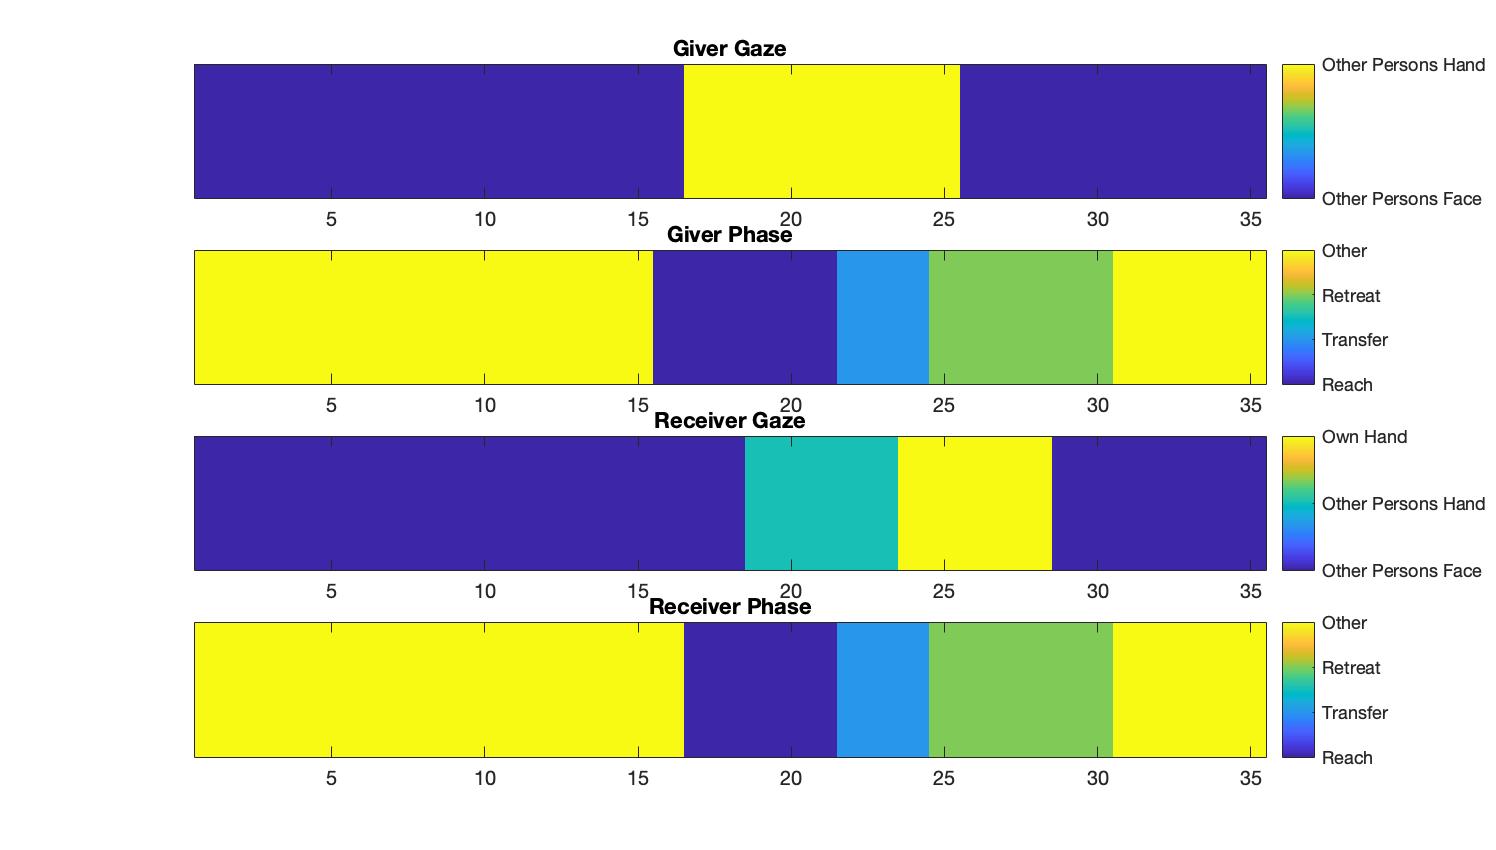 Giver Gaze
Other Persons Hand
Other Persons Face
5 10 15 20 25 30 35
Giver Phase
Other
Retreat
Transfer
Reach
5 10 15 20 25 30 35
Receiver Gaze
Own Hand
Other Persons Hand
Other Persons Face
5 10 15 20 25 30 35
Receiver Phase
Other
Retreat
Transfer
Reach
5 10 15 20 25 30 35